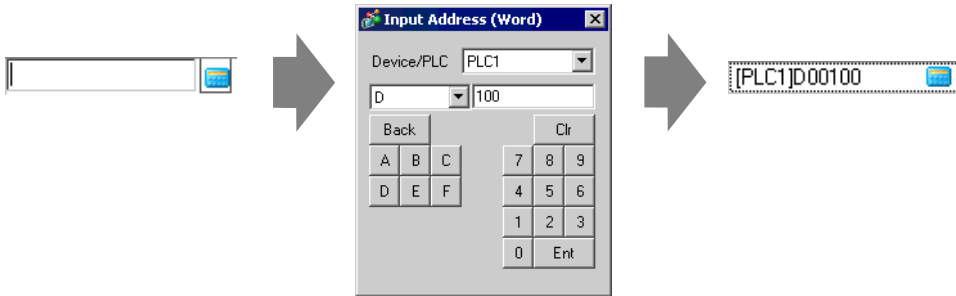 Input Address (Word)
Device/PLC PLC1
D 100
Back Clr
A B C 7 8 9
D E F 4 5 6
1 2 3
0 Ent
[PLC1]D00100